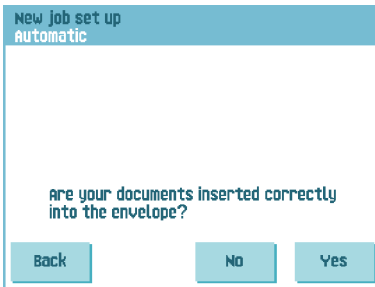 New job set up
Automatic
Are your documents inserted correctly
into the envelope?
Back
No
Yes